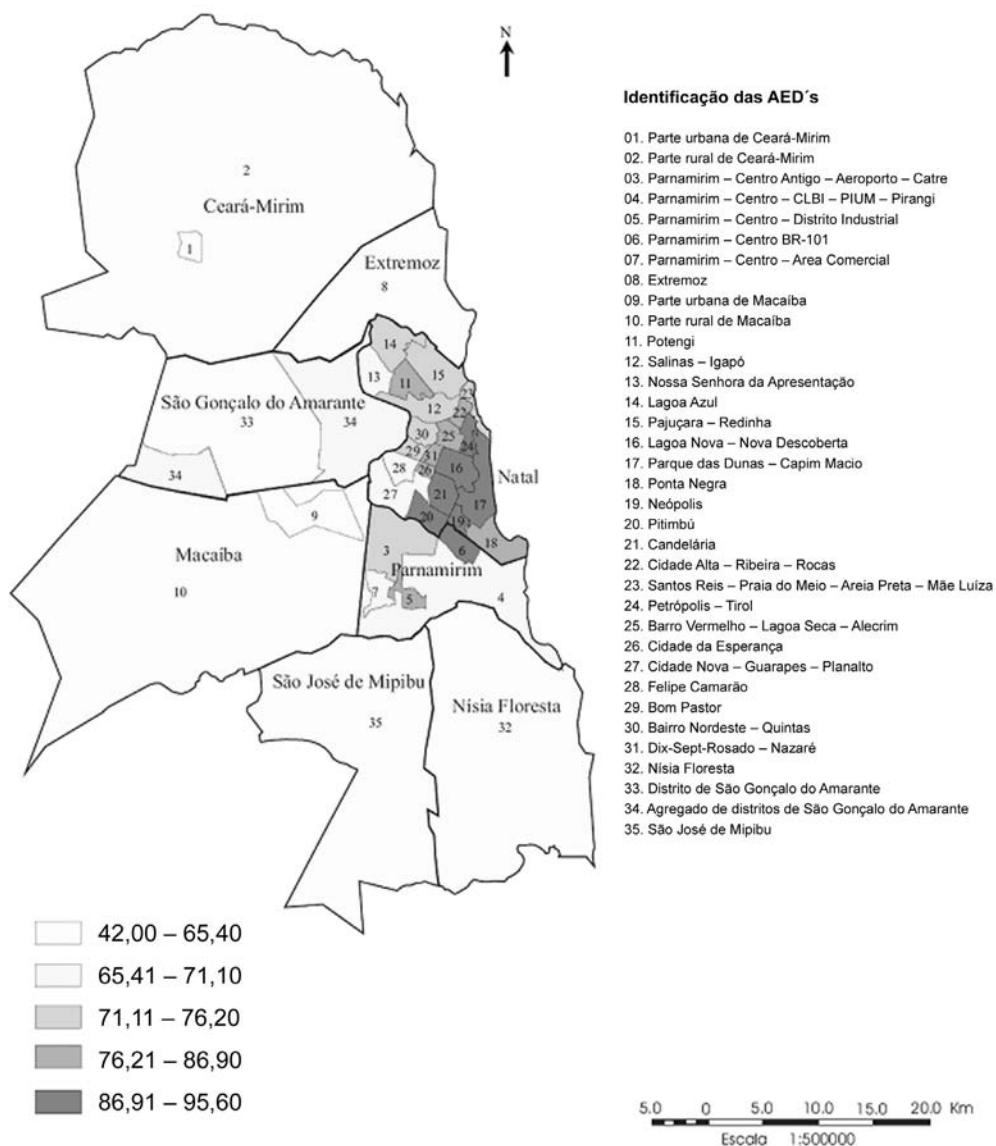 N
Identificação das AED´s
01. Parte urbana de Ceará-Mirim
02. Parte rural de Ceará-Mirim
03. Parnamirim – Centro Antigo – Aeroporto – Catre
04. Parnamirim – Centro – CLBI – PIUM – Pirangi
05. Parnamirim – Centro – Distrito Industrial
06. Parnamirim – Centro BR-101
07. Parnamirim – Centro – Area Comercial
08. Extremoz
09. Parte urbana de Macaíba
10. Parte rural de Macaíba
11. Potengi
12. Salinas – Igapó
13. Nossa Senhora da Apresentação
14. Lagoa Azul
15. Pajuçara – Redinha
16. Lagoa Nova – Nova Descoberta
17. Parque das Dunas – Capim Macio
18. Ponta Negra
19. Neópolis
20. Pitimbú
21. Candelária
22. Cidade Alta – Ribeira – Rocas
23. Santos Reis – Praia do Meio – Areia Preta – Mãe Luíza
24. Petrópolis – Tirol
25. Barro Vermelho – Lagoa Seca – Alecrim
26. Cidade da Esperança
27. Cidade Nova – Guarapes – Planalto
28. Felipe Camarão
29. Bom Pastor
30. Bairro Nordeste – Quintas
31. Dix-Sept-Rosado – Nazaré
32. Nísia Floresta
33. Distrito de São Gonçalo do Amarante
34. Agregado de distritos de São Gonçalo do Amarante
35. São José de Mipibu
2
Ceará-Mirim
1
Extremoz
8
14
13
11
15
23
São Gonçalo do Amarante
33
34
12
22
30
25
24
29
31
34
28
26
16
Natal
27
21
17
9
20
19
18
Macaíba
3
6
Parnamirim
10
7
5
4
São José de Mipibu
35
Nísia Floresta
32
42,00 – 65,40
65,41 – 71,10
71,11 – 76,20
76,21 – 86,90
86,91 – 95,60
5.0 0 5.0 10.0 15.0 20.0 Km
Escala 1:500000